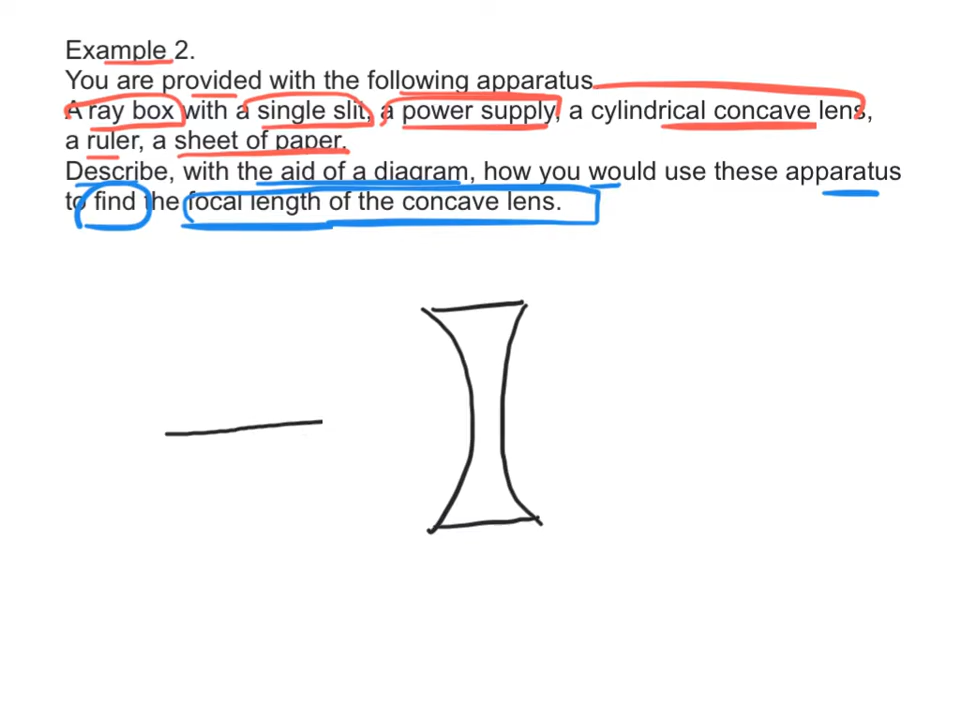 Example 2.
You are provided with the following apparatus.
A ray box with a single slit, a power supply, a cylindrical concave lens,
a ruler, a sheet of paper.
Describe, with the aid of a diagram, how you would use these apparatus
to find the focal length of the concave lens.